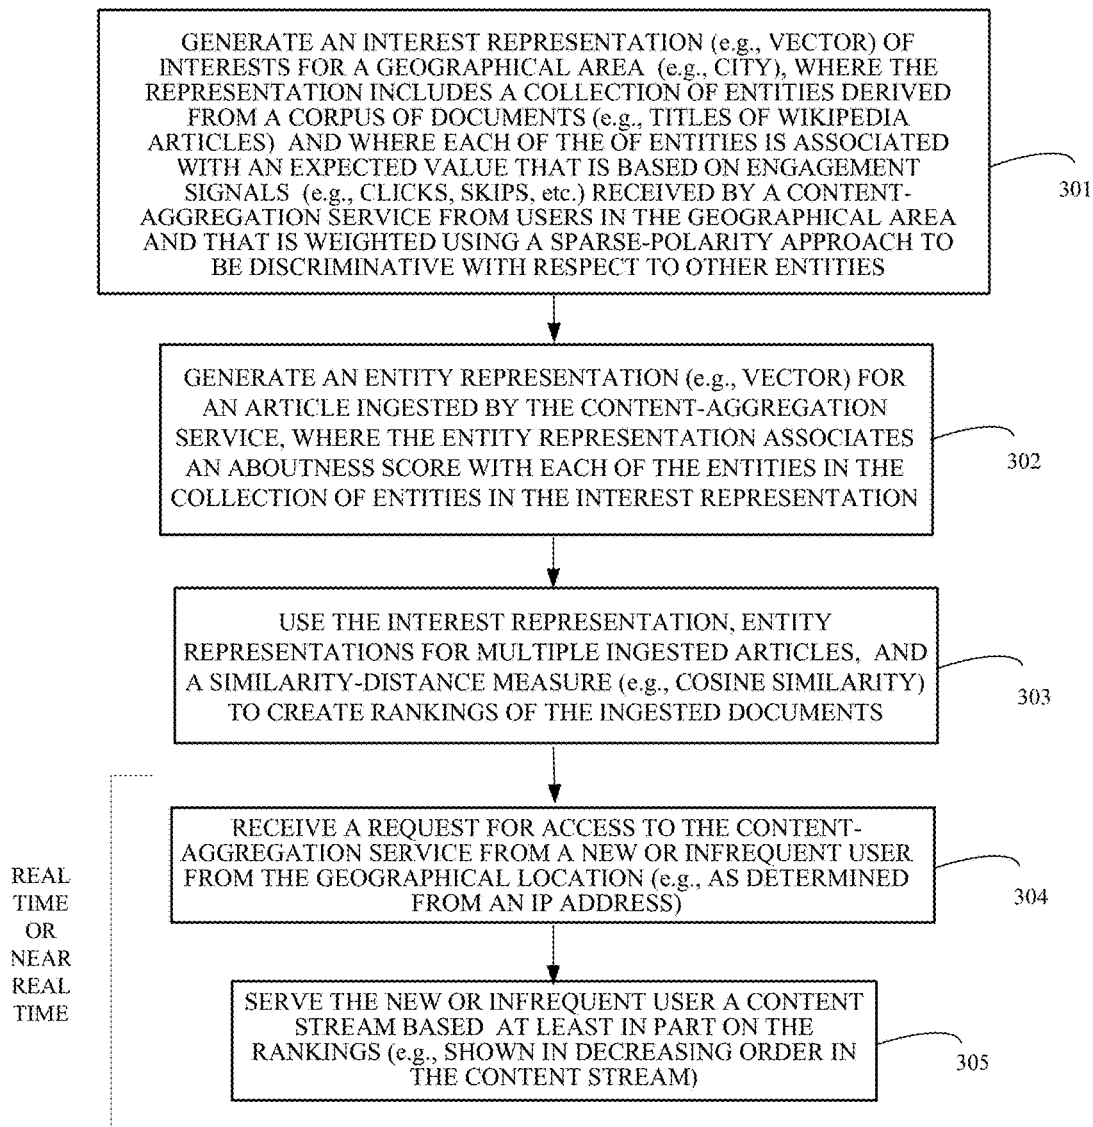 GENERATE AN INTEREST REPRESENTATION (e.g., VECTOR) OF
INTERESTS FOR A GEOGRAPHICAL AREA (e.g., CITY), WHERE THE
REPRESENTATION INCLUDES A COLLECTION OF ENTITIES DERIVED
FROM A CORPUS OF DOCUMENTS (e.g., TITLES OF WIKIPEDIA
ARTICLES) AND WHERE EACH OF THE OF ENTITIES IS ASSOCIATED
WITH AN EXPECTED VALUE THAT IS BASED ON ENGAGEMENT
SIGNALS (e.g., CLICKS, SKIPS, etc.) RECEIVED BY A CONTENT-
AGGREGATION SERVICE FROM USERS IN THE GEOGRAPHICAL AREA
AND THAT IS WEIGHTED USING A SPARSE-POLARITY APPROACH TO
BE DISCRIMINATIVE WITH RESPECT TO OTHER ENTITIES
301
GENERATE AN ENTITY REPRESENTATION (e.g., VECTOR) FOR
AN ARTICLE INGESTED BY THE CONTENT-AGGREGATION
SERVICE, WHERE THE ENTITY REPRESENTATION ASSOCIATES
AN ABOUTNESS SCORE WITH EACH OF THE ENTITIES IN THE
COLLECTION OF ENTITIES IN THE INTEREST REPRESENTATION
302
USE THE INTEREST REPRESENTATION, ENTITY
REPRESENTATIONS FOR MULTIPLE INGESTED ARTICLES, AND
A SIMILARITY-DISTANCE MEASURE (e.g., COSINE SIMILARITY)
TO CREATE RANKINGS OF THE INGESTED DOCUMENTS
303
RECEIVE A REQUEST FOR ACCESS TO THE CONTENT-
AGGREGATION SERVICE FROM A NEW OR INFREQUENT USER
FROM THE GEOGRAPHICAL LOCATION (e.g., AS DETERMINED
FROM AN IP ADDRESS)
304
REAL
TIME
OR
NEAR
REAL
TIME
SERVE THE NEW OR INFREQUENT USER A CONTENT
STREAM BASED AT LEAST IN PART ON THE
RANKINGS (e.g., SHOWN IN DECREASING ORDER IN
THE CONTENT STREAM)
305